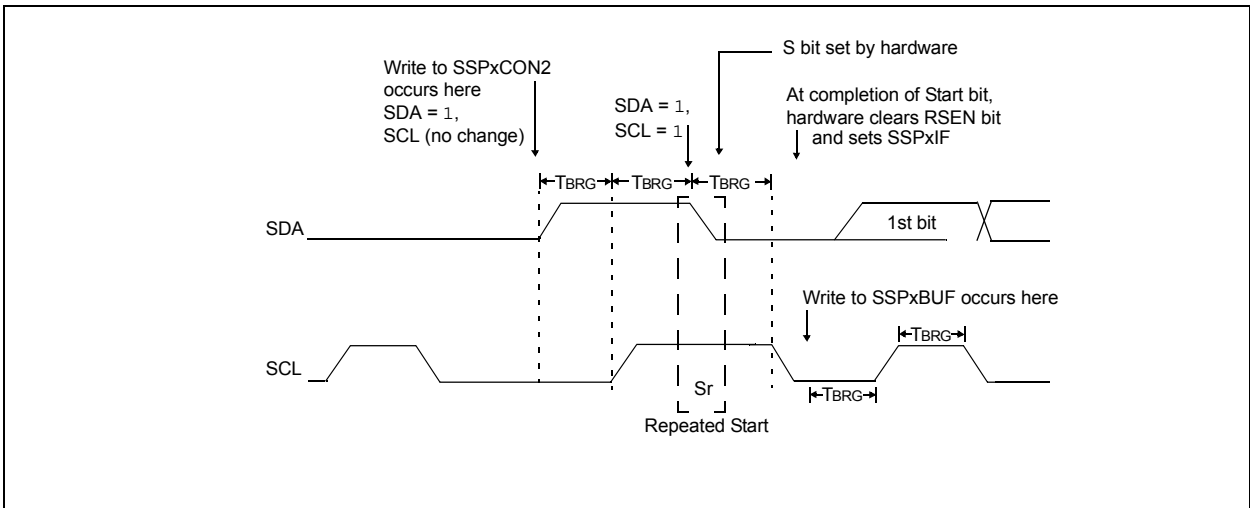 S bit set by hardware
Write to SSPxCON2
occurs here
SDA = 1,
SCL (no change)
SDA = 1,
SCL = 1
At completion of Start bit,
hardware clears RSEN bit
and sets SSPxIF
TBRG TBRG TBRG
SDA
1st bit
Write to SSPxBUF occurs here
TBRG
SCL
Sr
TBRG
Repeated Start